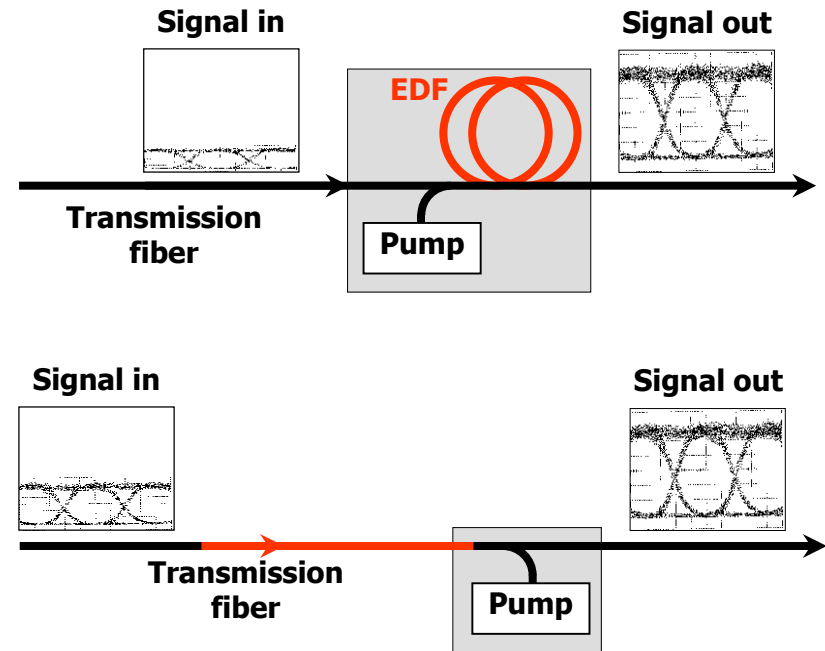 Signal in
Signal out
EDF
Transmission
fiber
Pump
Signal in
Signal out
Transmission
fiber
Pump